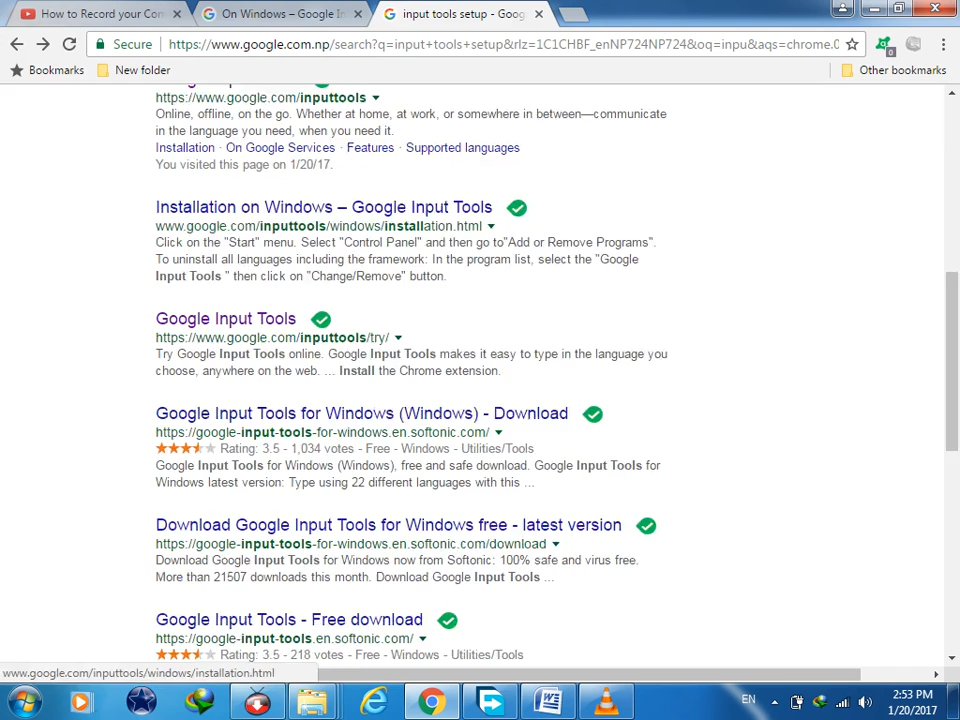 How to Record your Com
On Windows – Google In
input tools setup - Goog
Secure
https://www.google.com.np/search?q=input+tools+setup&rlz=1C1CHBF_enNP724NP724&oq=inpu&aqs=chrome.0
0
Bookmarks
New folder
Other bookmarks
https://www.google.com/inputtools
Online, offline, on the go. Whether at home, at work, or somewhere in between—communicate
in the language you need, when you need it.
Installation · On Google Services · Features · Supported languages
You visited this page on 1/20/17.
Installation on Windows – Google Input Tools
www.google.com/inputtools/windows/installation.html
Click on the "Start" menu. Select "Control Panel" and then go to"Add or Remove Programs".
To uninstall all languages including the framework: In the program list, select the "Google
Input Tools " then click on "Change/Remove" button.
Google Input Tools
https://www.google.com/inputtools/try/
Try Google Input Tools online. Google Input Tools makes it easy to type in the language you
choose, anywhere on the web. ... Install the Chrome extension.
Google Input Tools for Windows (Windows) - Download
https://google-input-tools-for-windows.en.softonic.com/
Rating: 3.5 - 1,034 votes - Free - Windows - Utilities/Tools
Google Input Tools for Windows (Windows), free and safe download. Google Input Tools for
Windows latest version: Type using 22 different languages with this ...
Download Google Input Tools for Windows free - latest version
https://google-input-tools-for-windows.en.softonic.com/download
Download Google Input Tools for Windows now from Softonic: 100% safe and virus free.
More than 21507 downloads this month. Download Google Input Tools ...
Google Input Tools - Free download
https://google-input-tools.en.softonic.com/
Rating: 3.5 - 218 votes - Free - Windows - Utilities/Tools
www.google.com/inputtools/windows/installation.html
EN
2:53 PM
1/20/2017